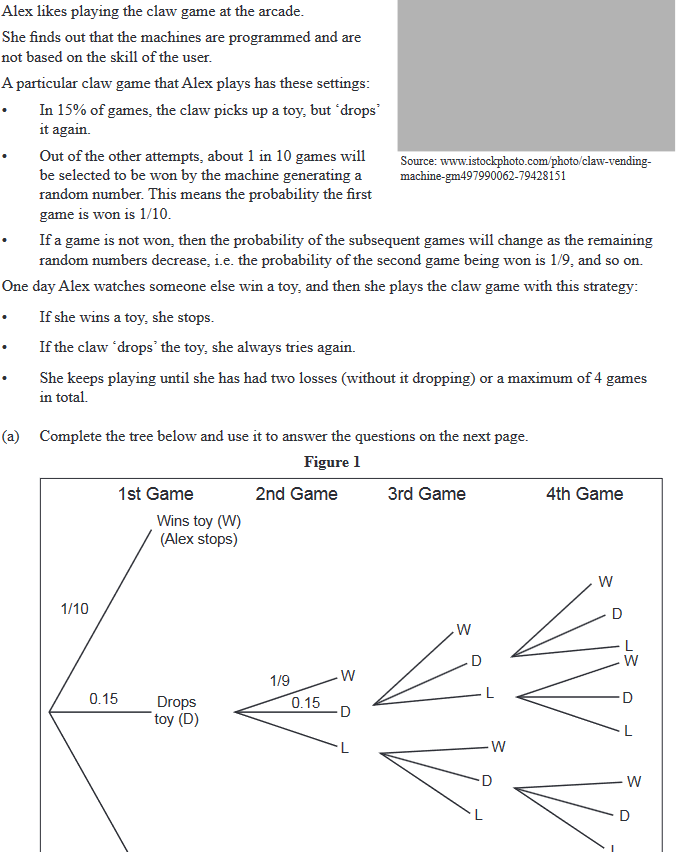 Alex likes playing the claw game at the arcade.
She finds out that the machines are programmed and are
not based on the skill of the user.
A particular claw game that Alex plays has these settings:
• In 15% of games, the claw picks up a toy, but ‘drops’
it again.
• Out of the other attempts, about 1 in 10 games will
be selected to be won by the machine generating a
random number. This means the probability the first
game is won is 1/10.
Source: www.istockphoto.com/photo/claw-vending-
machine-gm497990062-79428151
• If a game is not won, then the probability of the subsequent games will change as the remaining
random numbers decrease, i.e. the probability of the second game being won is 1/9, and so on.
One day Alex watches someone else win a toy, and then she plays the claw game with this strategy:
• If she wins a toy, she stops.
• If the claw ‘drops’ the toy, she always tries again.
• She keeps playing until she has had two losses (without it dropping) or a maximum of 4 games
in total.
(a) Complete the tree below and use it to answer the questions on the next page.
Figure 1
1st Game 2nd Game 3rd Game 4th Game
Wins toy (W)
(Alex stops)
W
1/10
D
W
D
L
W
1/9 W
L
0.15 Drops
toy (D)
0.15 D
D
L
L
W
D
W
L
D
L